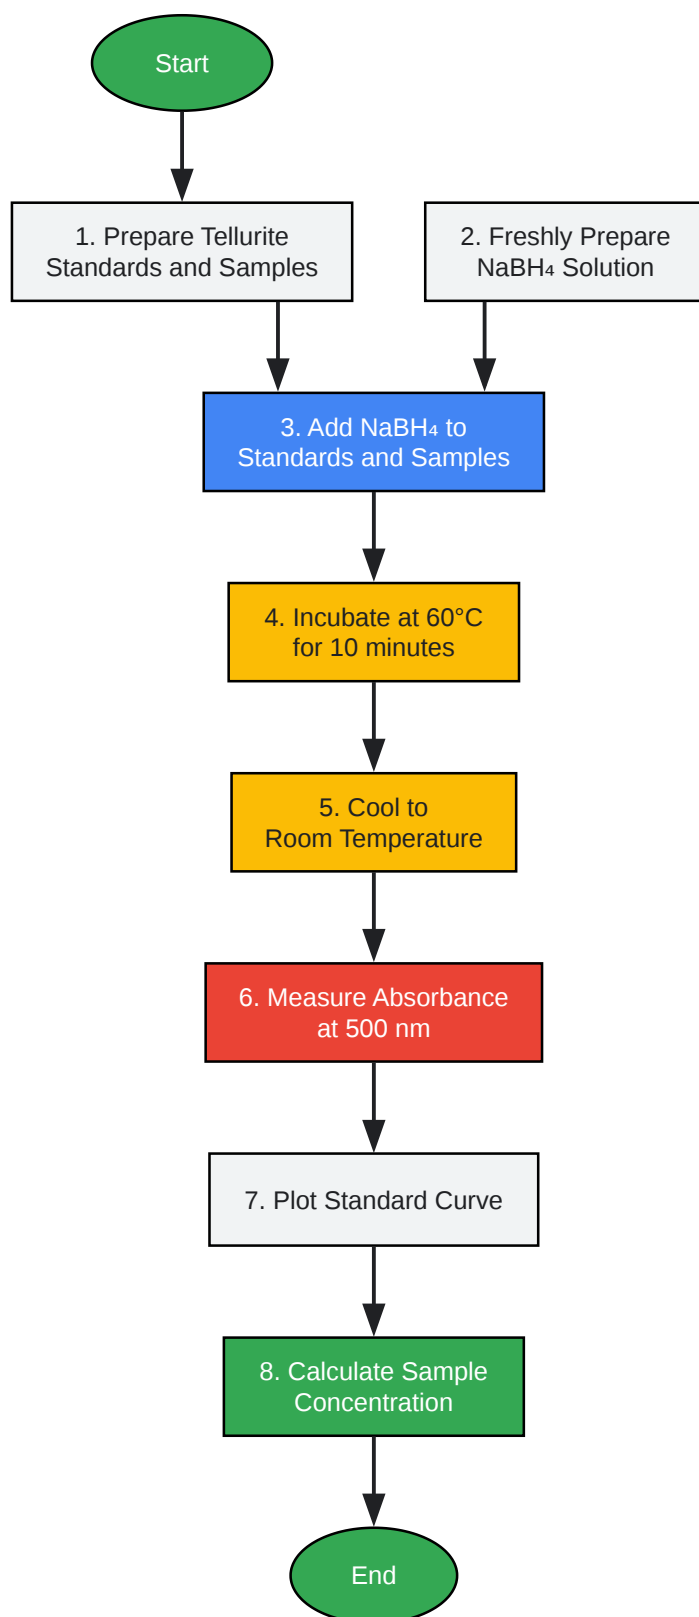 Start
1. Prepare Tellurite
Standards and Samples
2. Freshly Prepare
NaBH₄ Solution
3. Add NaBH₄ to
Standards and Samples
4. Incubate at 60°C
for 10 minutes
5. Cool to
Room Temperature
6. Measure Absorbance
at 500 nm
7. Plot Standard Curve
8. Calculate Sample
Concentration
End